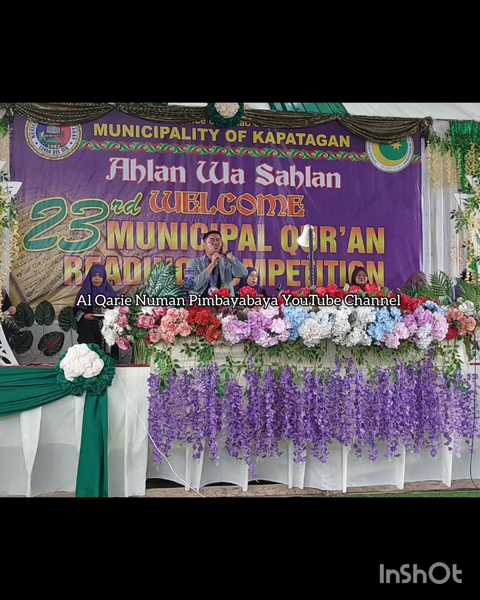 MUNICIPALITY OF KAPATAGAN
Ahlan Wa Sahlan
23rd WELCOME
MUNICIPAL QUR'AN
READING COMPETITION
Al Qarie Numan Pimbayabaya YouTube Channel
InShOt